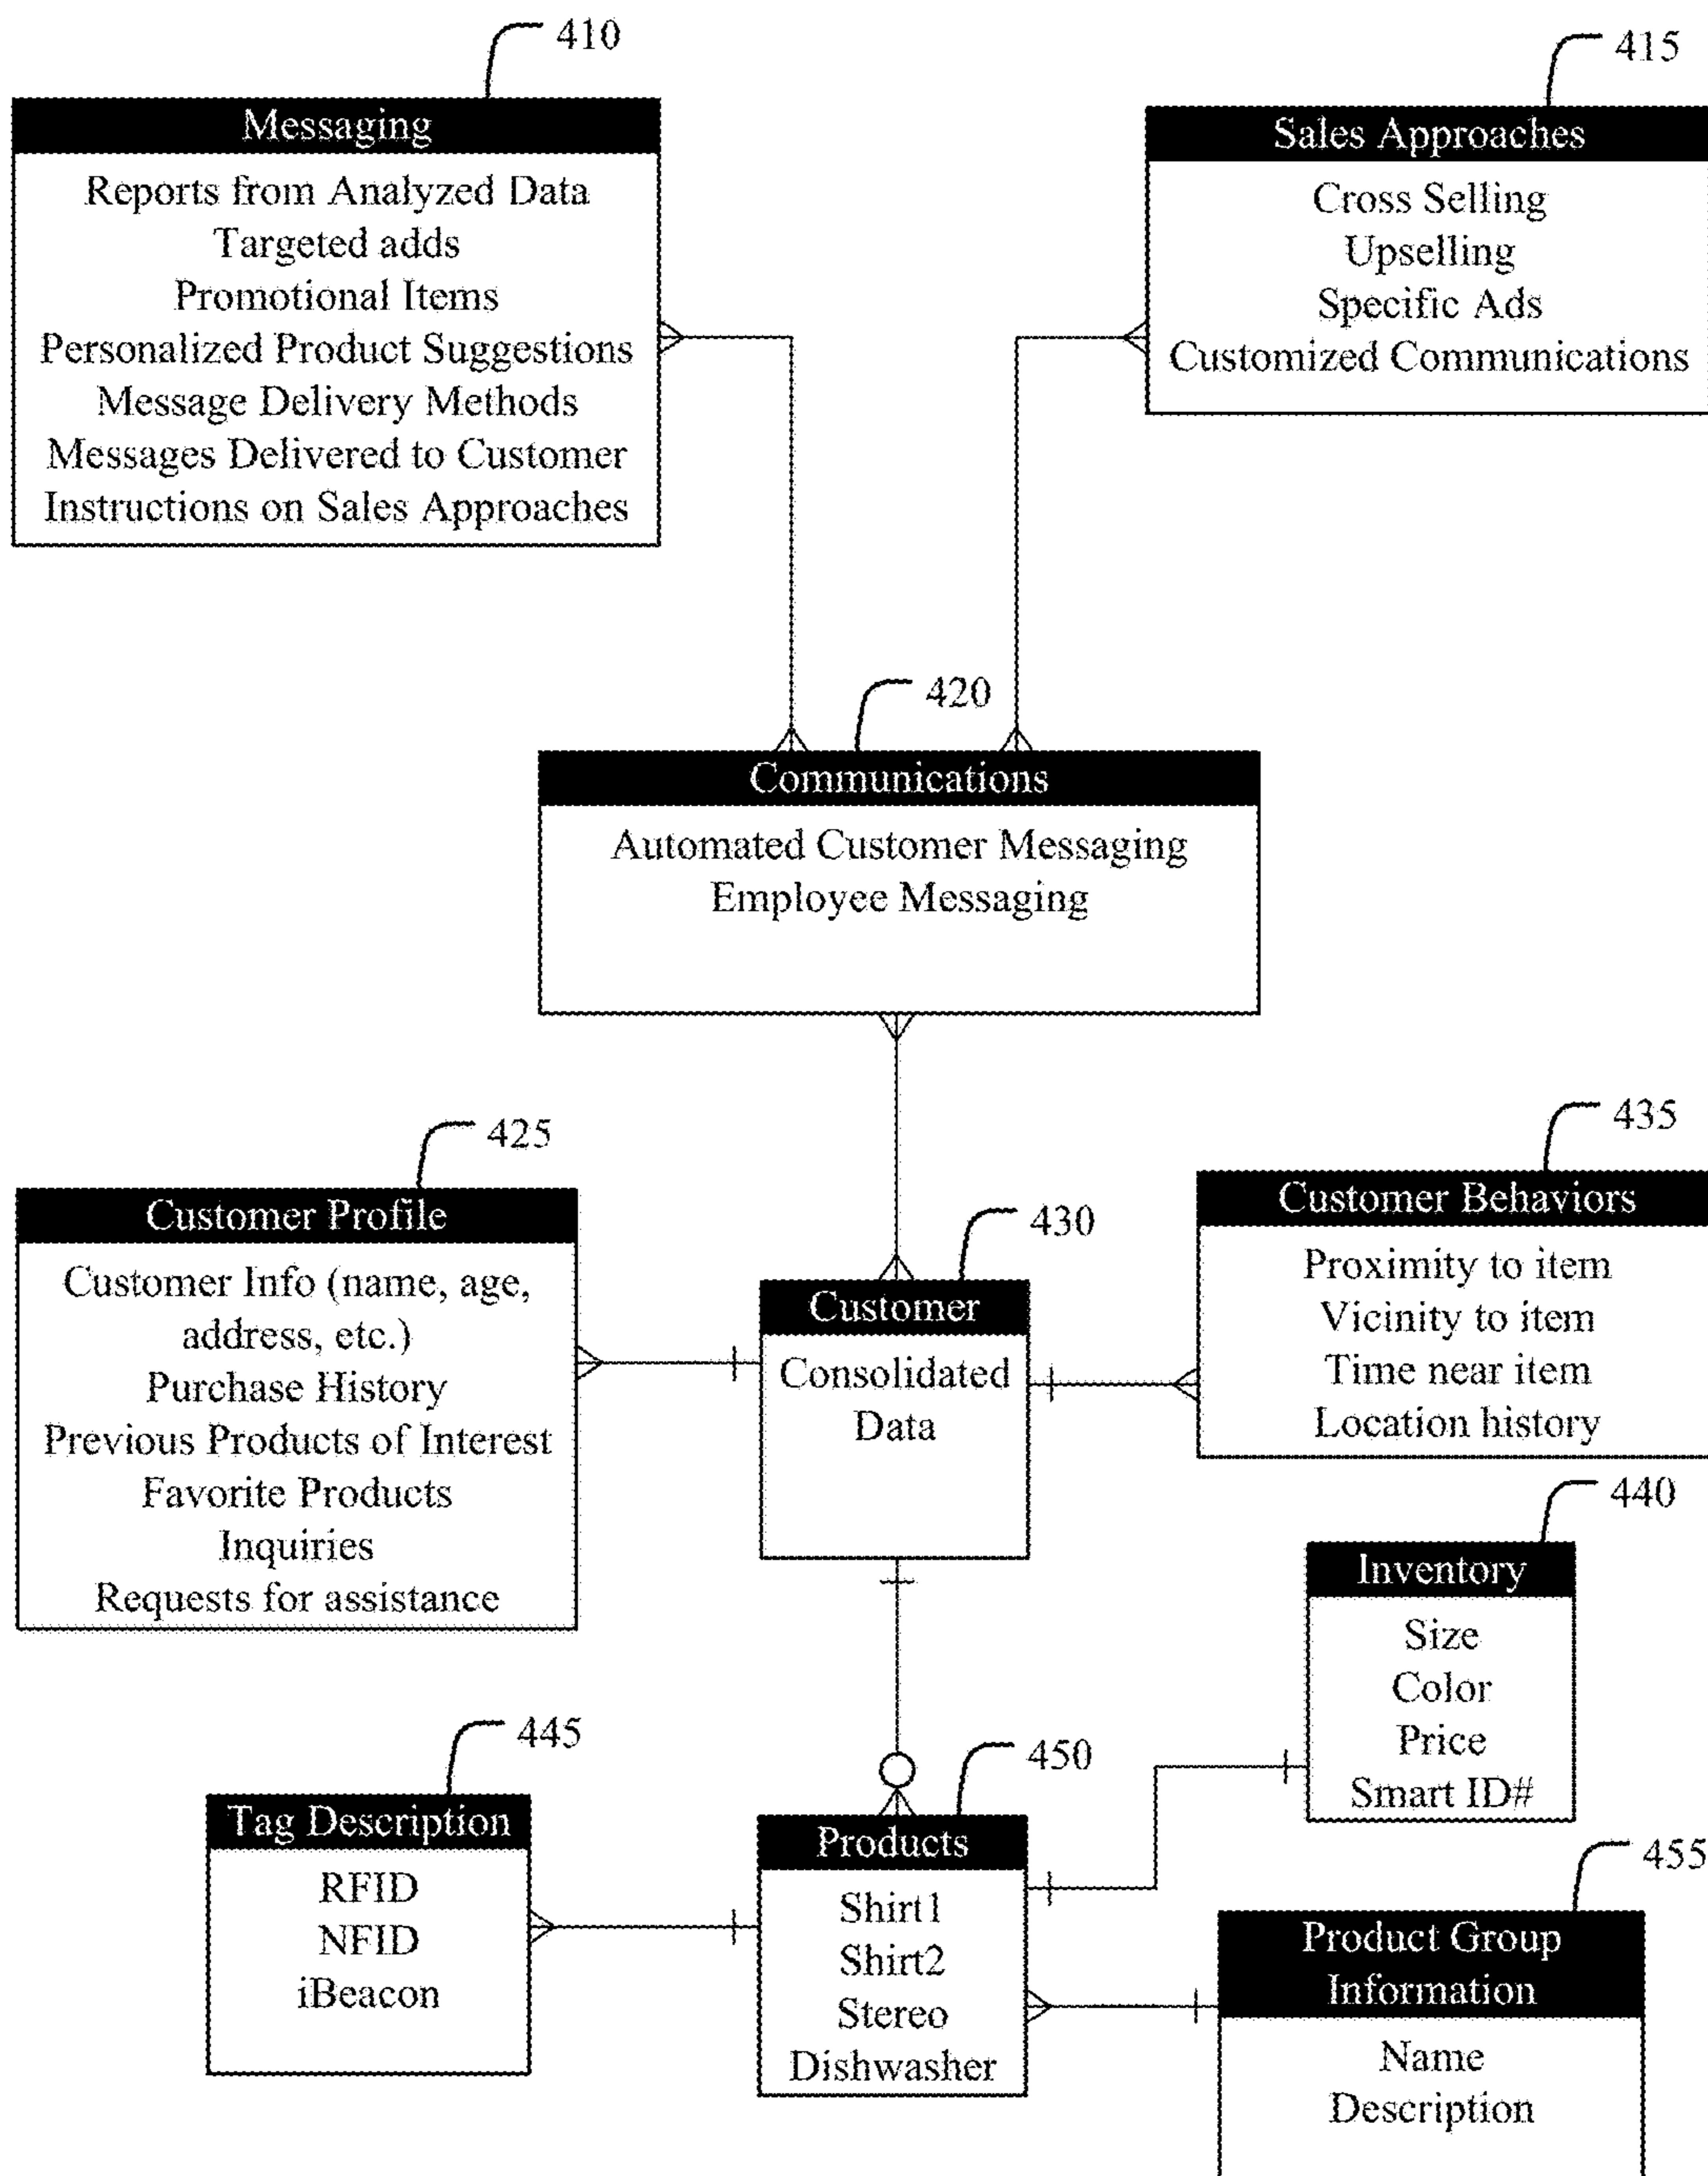 410
Messaging
Reports from Analyzed Data
Targeted adds
Promotional Items
Personalized Product Suggestions
Message Delivery Methods
Messages Delivered to Customer
Instructions on Sales Approaches
415
Sales Approaches
Cross Selling
Upselling
Specific Ads
Customized Communications
420
Communications
Automated Customer Messaging
Employee Messaging
425
Customer Profile
Customer Info (name, age,
address, etc.)
Purchase History
Previous Products of Interest
Favorite Products
Inquiries
Requests for assistance
430
Customer
Consolidated
Data
435
Customer Behaviors
Proximity to item
Vicinity to item
Time near item
Location history
440
Inventory
Size
Color
Price
Smart ID#
445
Tag Description
RFID
NFID
iBeacon
450
Products
Shirt1
Shirt2
Stereo
Dishwasher
455
Product Group
Information
Name
Description